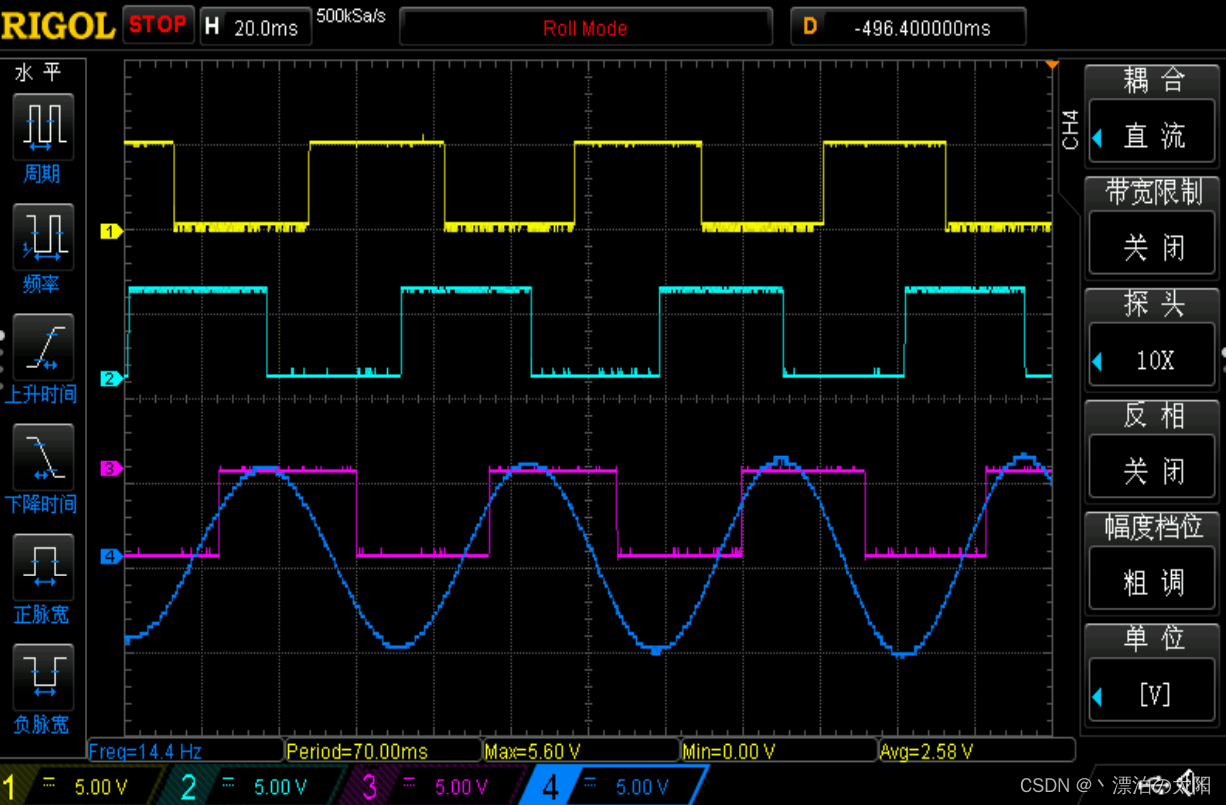 RIGOL STOP H 20.0ms 500kSa/s Roll Mode D -496.400000ms
水 平
周期
频率
上升时间
下降时间
正脉宽
负脉宽
1
2
3
4
CH4
耦 合
直 流
带宽限制
关 闭
探 头
10X
反 相
关 闭
幅度档位
粗 调
单 位
[V]
Freq=14.4 Hz Period=70.00ms Max=5.60 V Min=0.00 V Avg=2.58 V
1 5.00 V 2 5.00 V 3 5.00 V 4 5.00 V
CSDN @丶漂泊の太阳